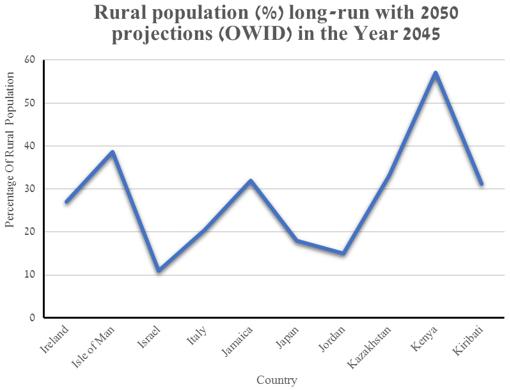 Rural population (%) long-run with 2050
projections (OWID) in the Year 2045
Percentage Of Rural Population
60
50
40
30
20
10
0
Ireland
Isle of Man
Israel
Italy
Jamaica
Japan
Jordan
Kazakhstan
Kenya
Kiribati
Country